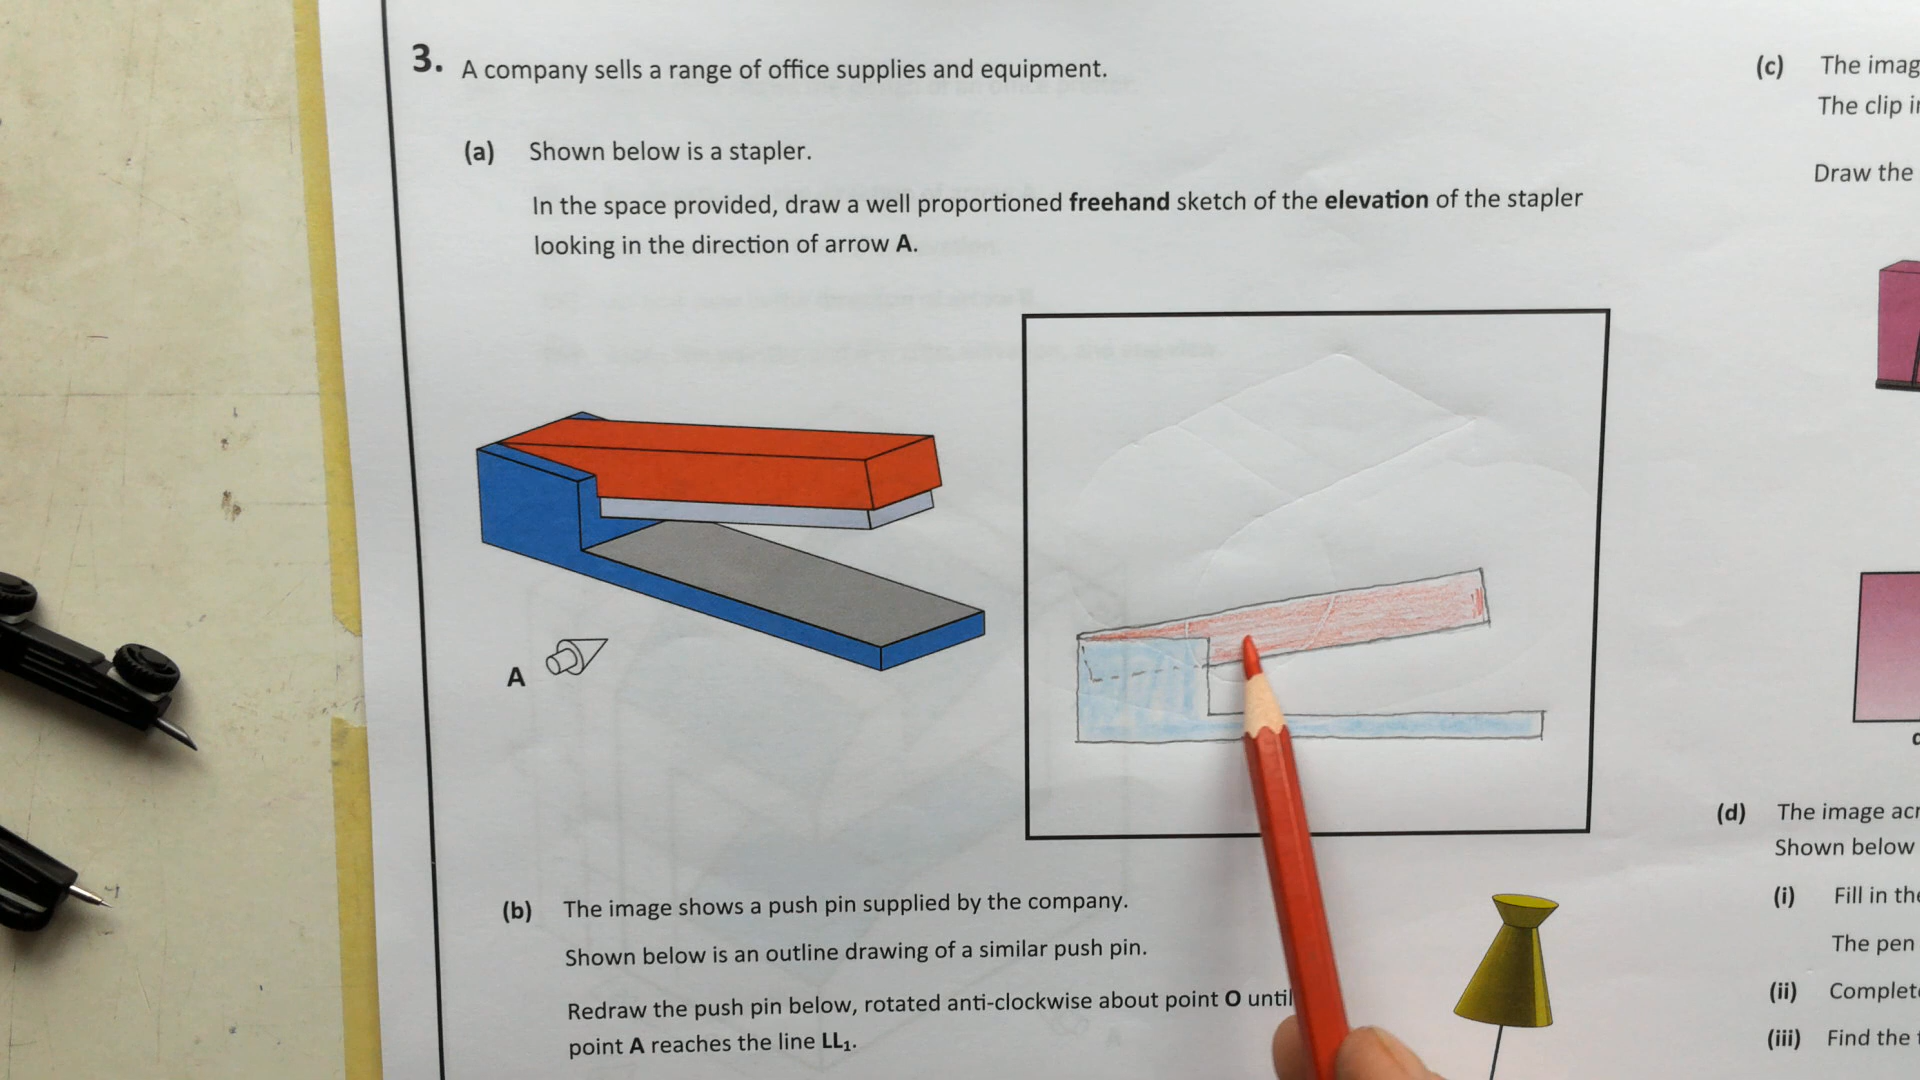 3. A company sells a range of office supplies and equipment.
(a) Shown below is a stapler.
In the space provided, draw a well proportioned freehand sketch of the elevation of the stapler
looking in the direction of arrow A.
A
(b) The image shows a push pin supplied by the company.
Shown below is an outline drawing of a similar push pin.
Redraw the push pin below, rotated anti-clockwise about point O until
point A reaches the line LL₁.
(c) The imag
The clip
Draw the
(d) The image
Shown below
(i) Fill in the
The pen
(ii) Complet
(iii) Find the